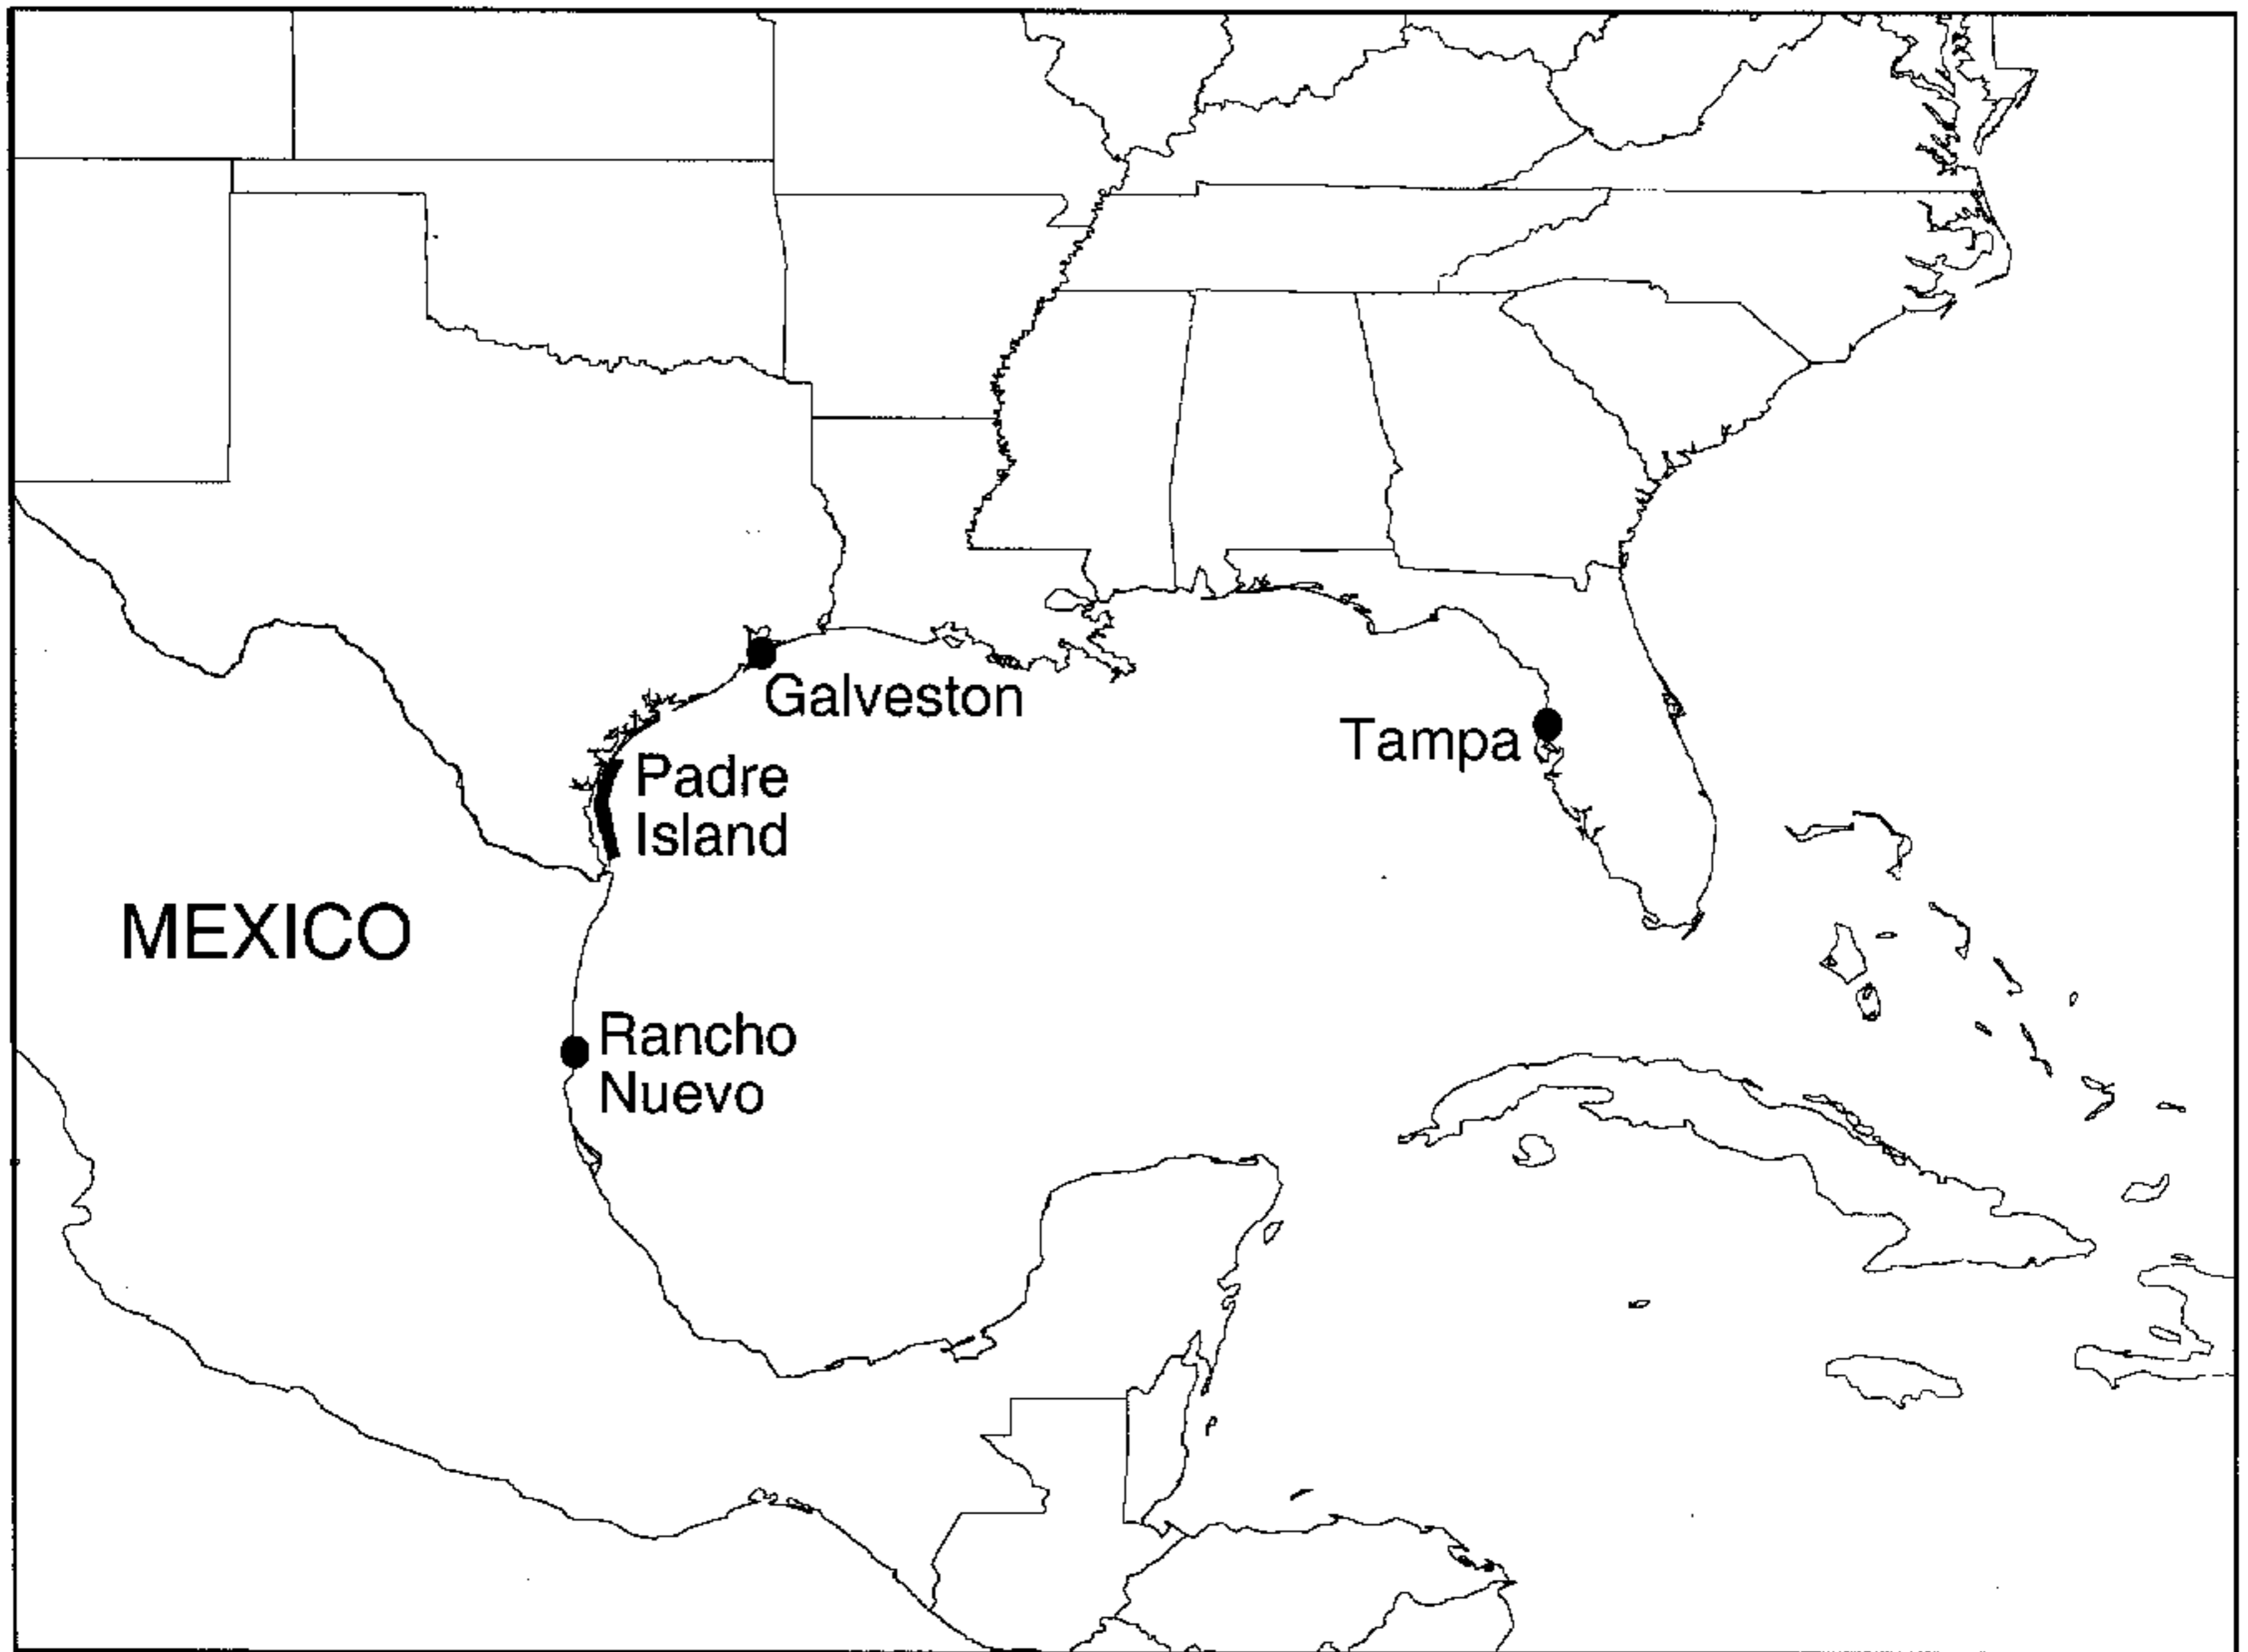 Galveston
Tampa
Padre
Island
MEXICO
Rancho
Nuevo